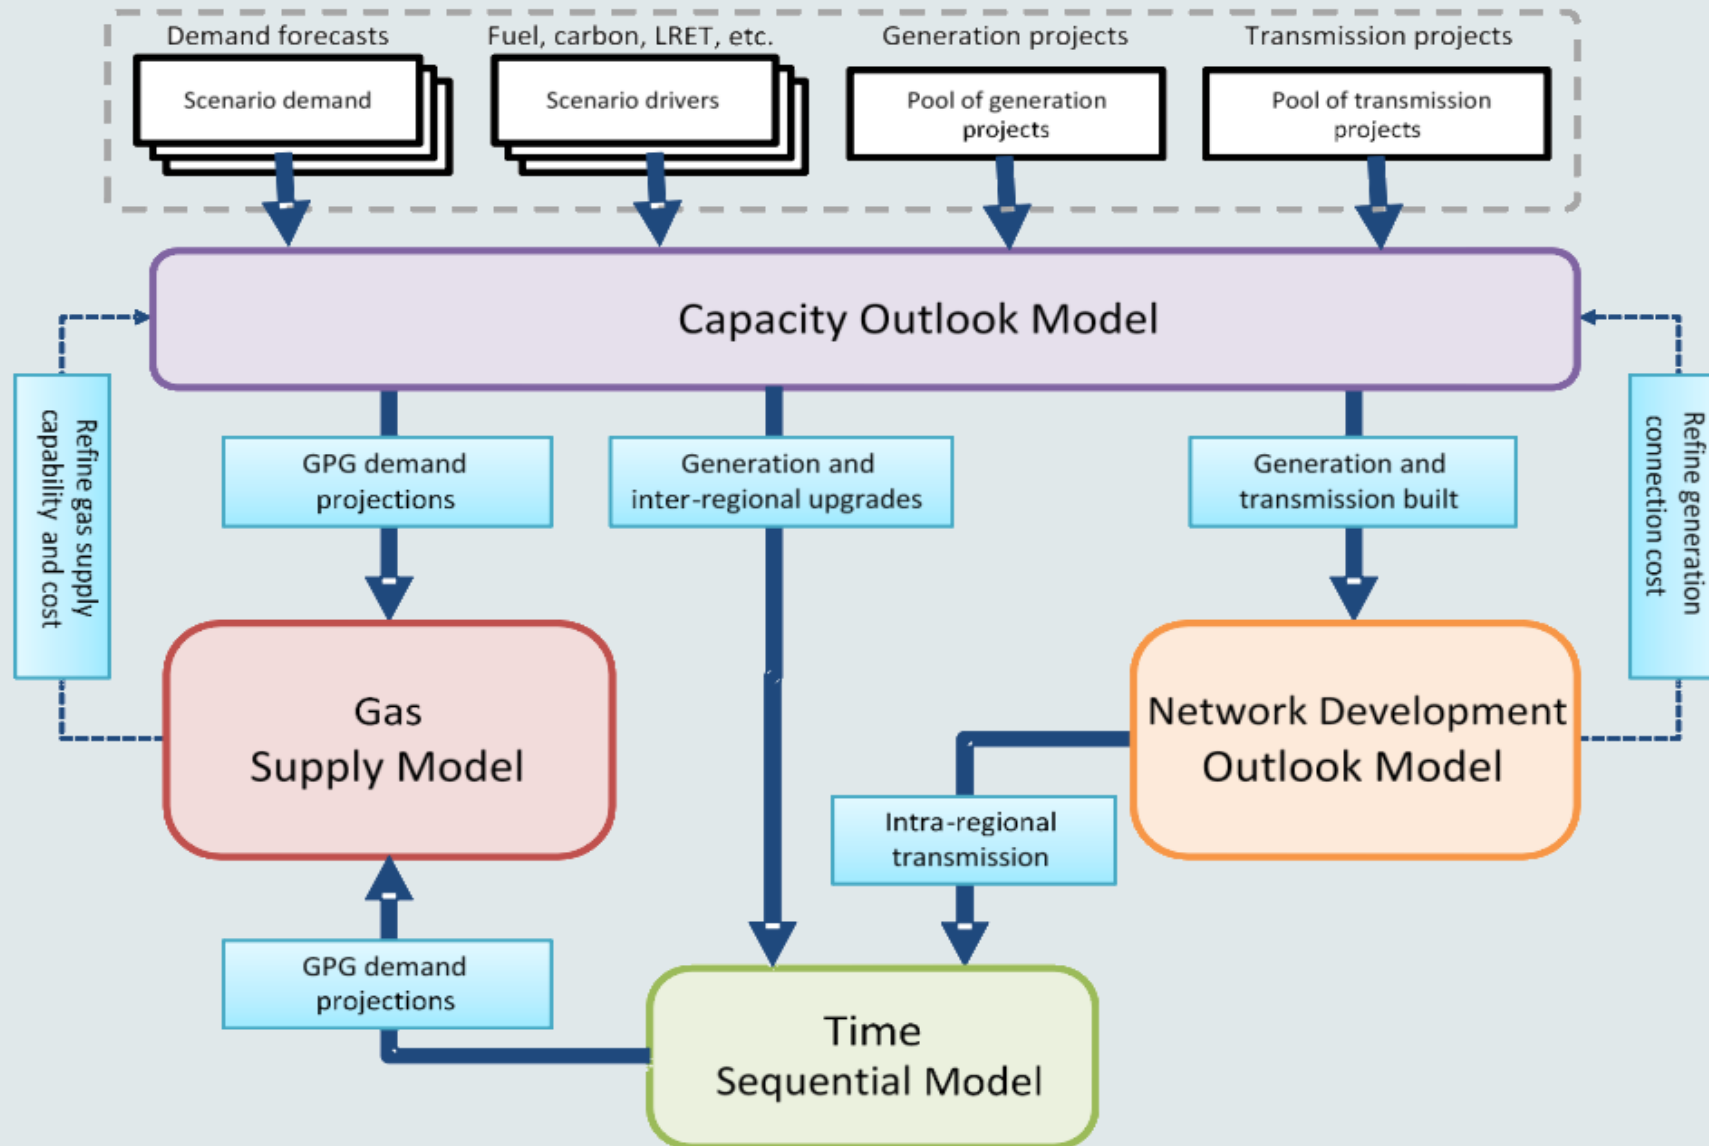 Demand forecasts
Fuel, carbon, LRET, etc.
Generation projects
Transmission projects
Scenario demand
Scenario drivers
Pool of generation
projects
Pool of transmission
projects
Capacity Outlook Model
Refine gas supply
capability and cost
GPG demand
projections
Generation and
inter-regional upgrades
Generation and
transmission built
Refine generation
connection cost
Gas
Supply Model
Network Development
Outlook Model
Intra-regional
transmission
GPG demand
projections
Time
Sequential Model